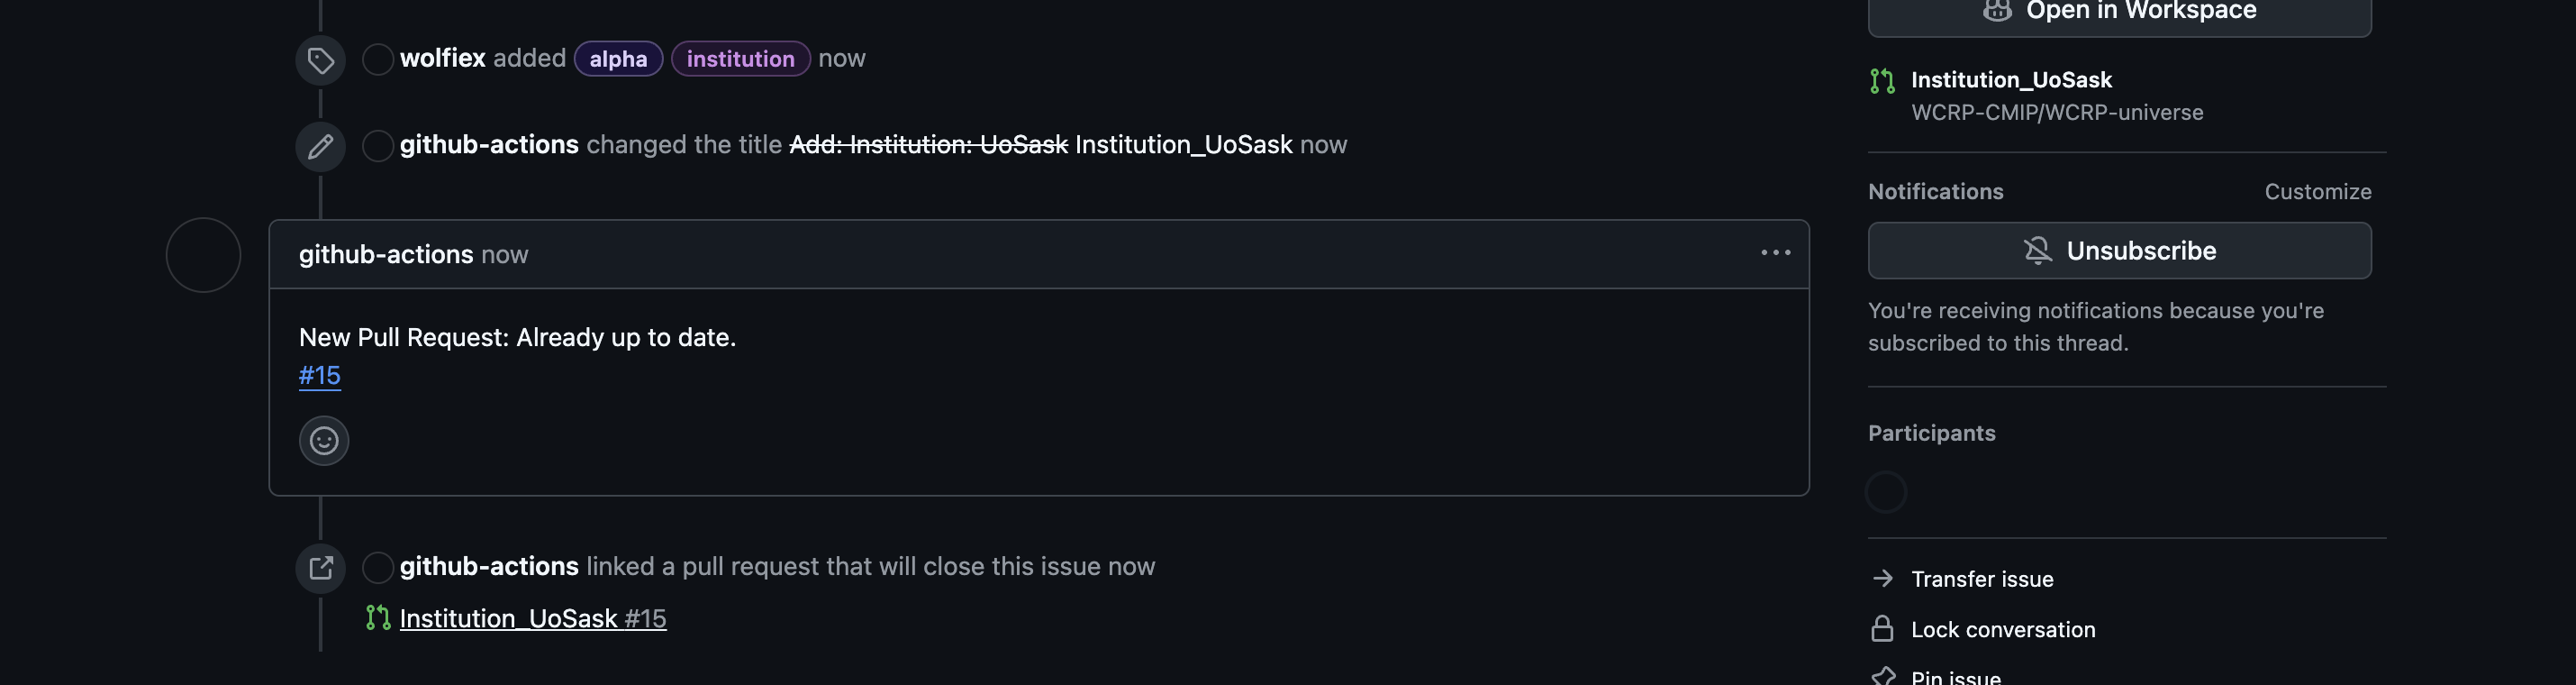 wolfiex added alpha institution now
github-actions changed the title Add: Institution: UoSask Institution_UoSask now
github-actions now
New Pull Request: Already up to date.
#15
github-actions linked a pull request that will close this issue now
Institution_UoSask #15
Open in Workspace
Institution_UoSask
WCRP-CMIP/WCRP-universe
Notifications Customize
Unsubscribe
You're receiving notifications because you're
subscribed to this thread.
Participants
Transfer issue
Lock conversation
Pin issue